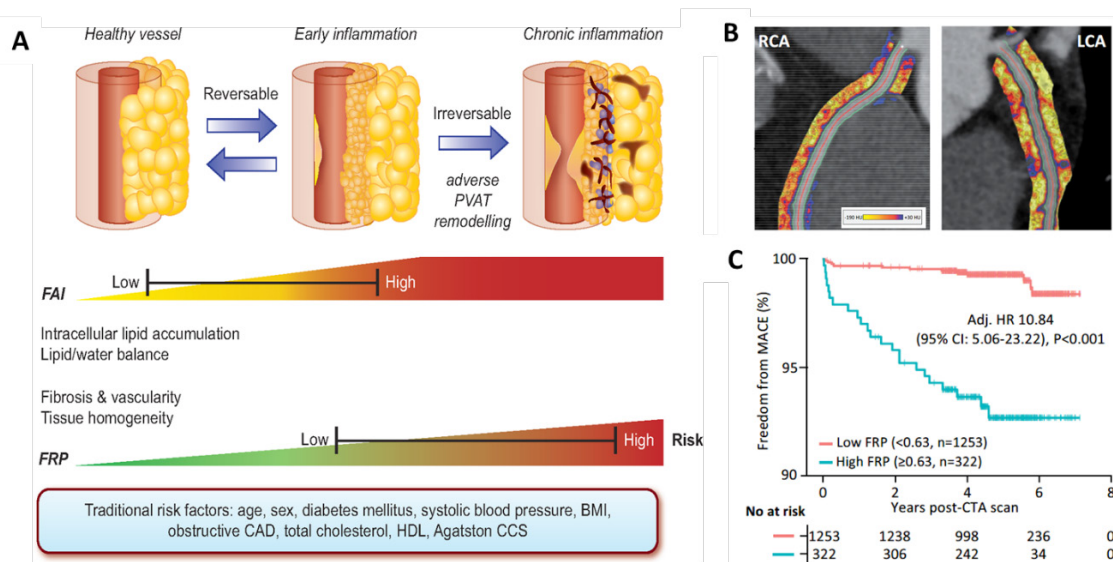 A
Healthy vessel
Early inflammation
Chronic inflammation
Reversable
Irreversable
adverse
PVAT
remodelling
FAI
Low
High
Intracellular lipid accumulation
Lipid/water balance
Fibrosis & vascularity
Tissue homogeneity
FRP
Low
High
Risk
Traditional risk factors: age, sex, diabetes mellitus, systolic blood pressure, BMI,
obstructive CAD, total cholesterol, HDL, Agatston CCS
B
RCA
LCA
-190 HU
C
Freedom from MACE (%)
100
95
90
Adj. HR 10.84
(95% CI: 5.06-23.22), P<0.001
Low FRP (<0.63, n=1253)
High FRP (≥0.63, n=322)
0 2 4 6 8
Years post-CTA scan
No at risk
1253 1238 998 236 0
322 306 242 34 0